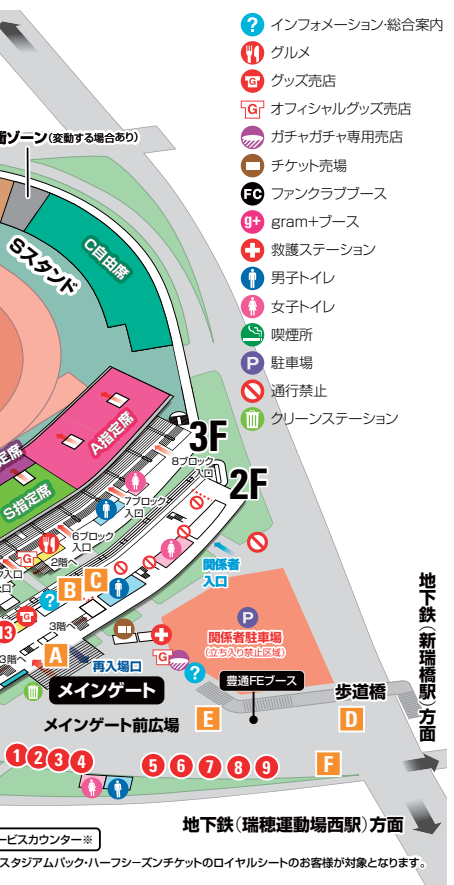 ? インフォメーション・総合案内
グルメ
G グッズ売店
G オフィシャルグッズ売店
ガチャガチャ専用売店
チケット売場
FC ファンクラブブース
g+ gram+ブース
救護ステーション
男子トイレ
女子トイレ
喫煙所
P 駐車場
通行禁止
クリーンステーション
ゾーン(変動する場合あり)
Sスタンド
C自由席
A指定席
定席
S指定席
3F
2F
8ブロック
入口
7ブロック
入口
6ブロック
入口
2階へ
入口
G
?
B
C
G
13
3階へ
3階へ
A
再入場口
関係者
入口
P
関係者駐車場
(立ち入り禁止区域)
G
?
メインゲート
豊通FEブース
歩道橋
地下鉄(新瑞橋駅)方面
メインゲート前広場
E
D
F
1 2 3 4
5 6 7 8 9
地下鉄(瑞穂運動場西駅)方面
ービスカウンター※
スタジアムパック・ハーフシーズンチケットのロイヤルシートのお客様が対象となります。